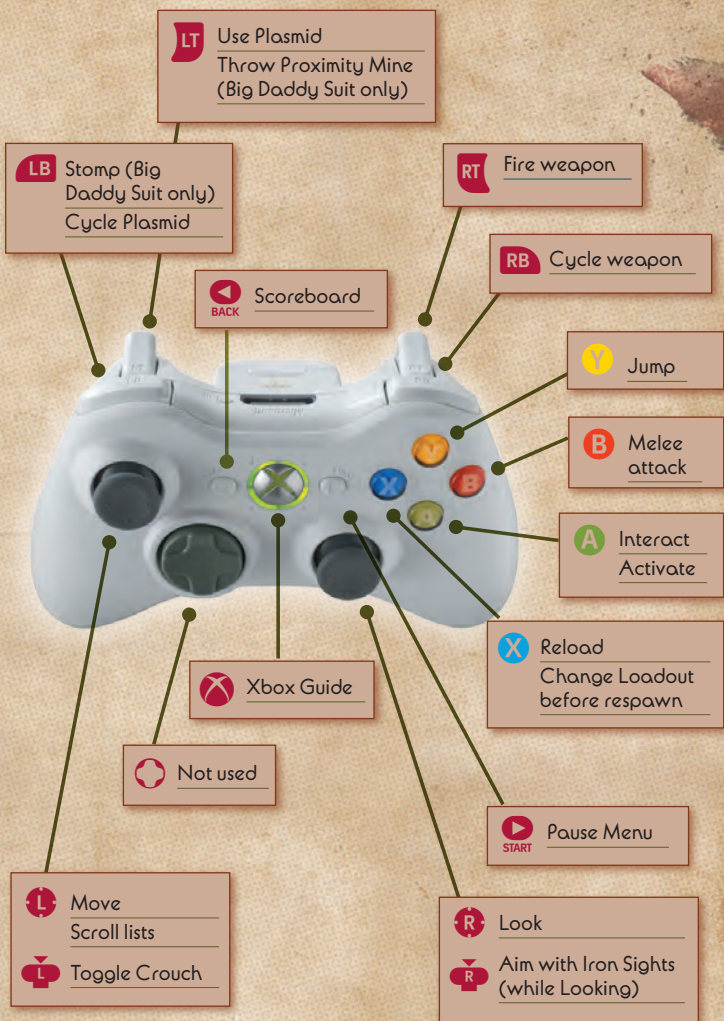 LT Use Plasmid
Throw Proximity Mine
(Big Daddy Suit only)
LB Stomp (Big
Daddy Suit only)
Cycle Plasmid
RT Fire weapon
RB Cycle weapon
BACK Scoreboard
Y Jump
B Melee
attack
A Interact
Activate
X Reload
Change Loadout
before respawn
Xbox Guide
Not used
START Pause Menu
L Move
Scroll lists
L Toggle Crouch
R Look
R Aim with Iron Sights
(while Looking)
Y
X
B